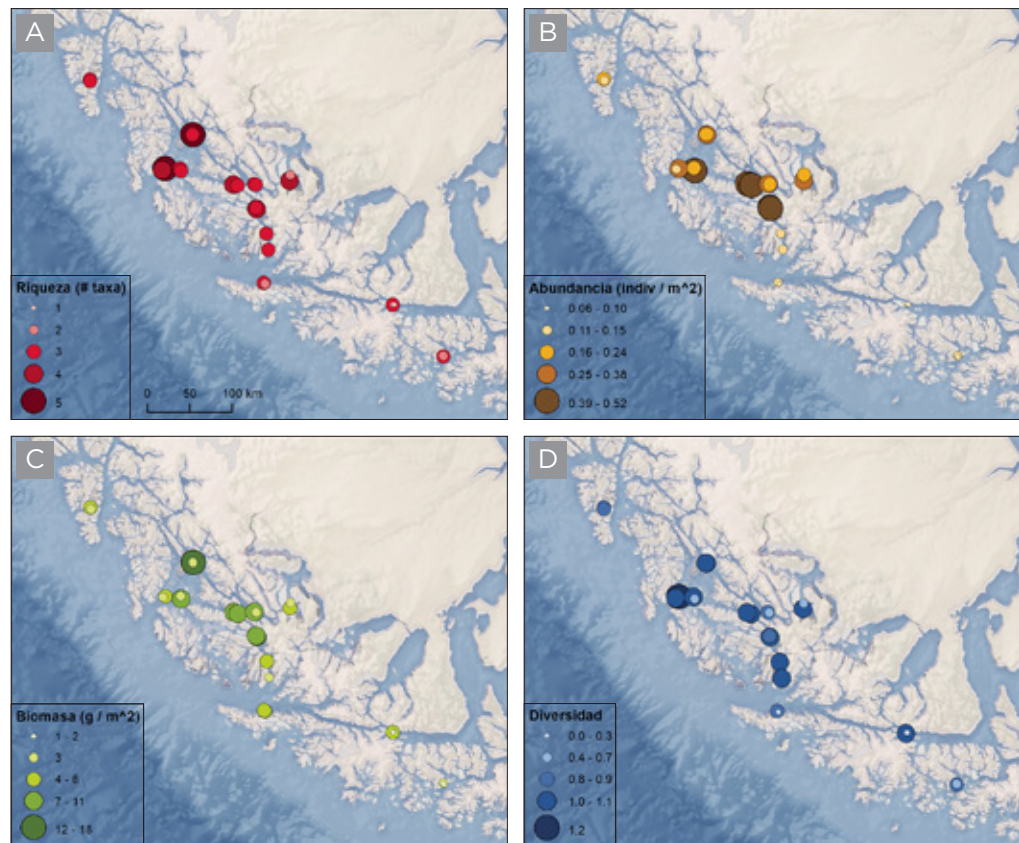 A
Riqueza (# taxa)
1
2
3
4
5
0 50 100 km
B
Abundancia (indiv / m^2)
0.06 - 0.10
0.11 - 0.15
0.16 - 0.24
0.25 - 0.38
0.39 - 0.52
C
Biomasa (g / m^2)
1 - 2
3
4 - 6
7 - 11
12 - 18
D
Diversidad
0.0 - 0.3
0.4 - 0.7
0.8 - 0.9
1.0 - 1.1
1.2